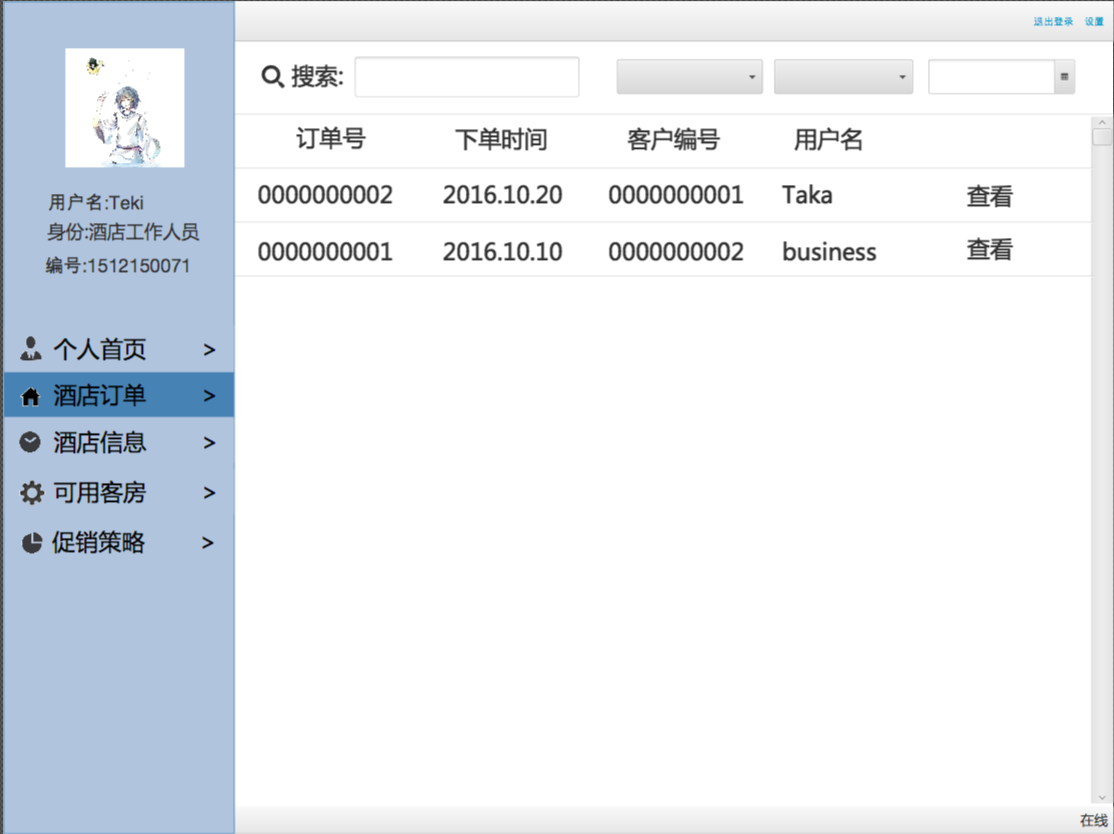 退出登录 设置
用户名:Teki
身份:酒店工作人员
编号:1512150071
个人首页 >
酒店订单 >
酒店信息 >
可用客房 >
促销策略 >
搜索:
订单号 下单时间 客户编号 用户名
0000000002 2016.10.20 0000000001 Taka 查看
0000000001 2016.10.10 0000000002 business 查看
在线